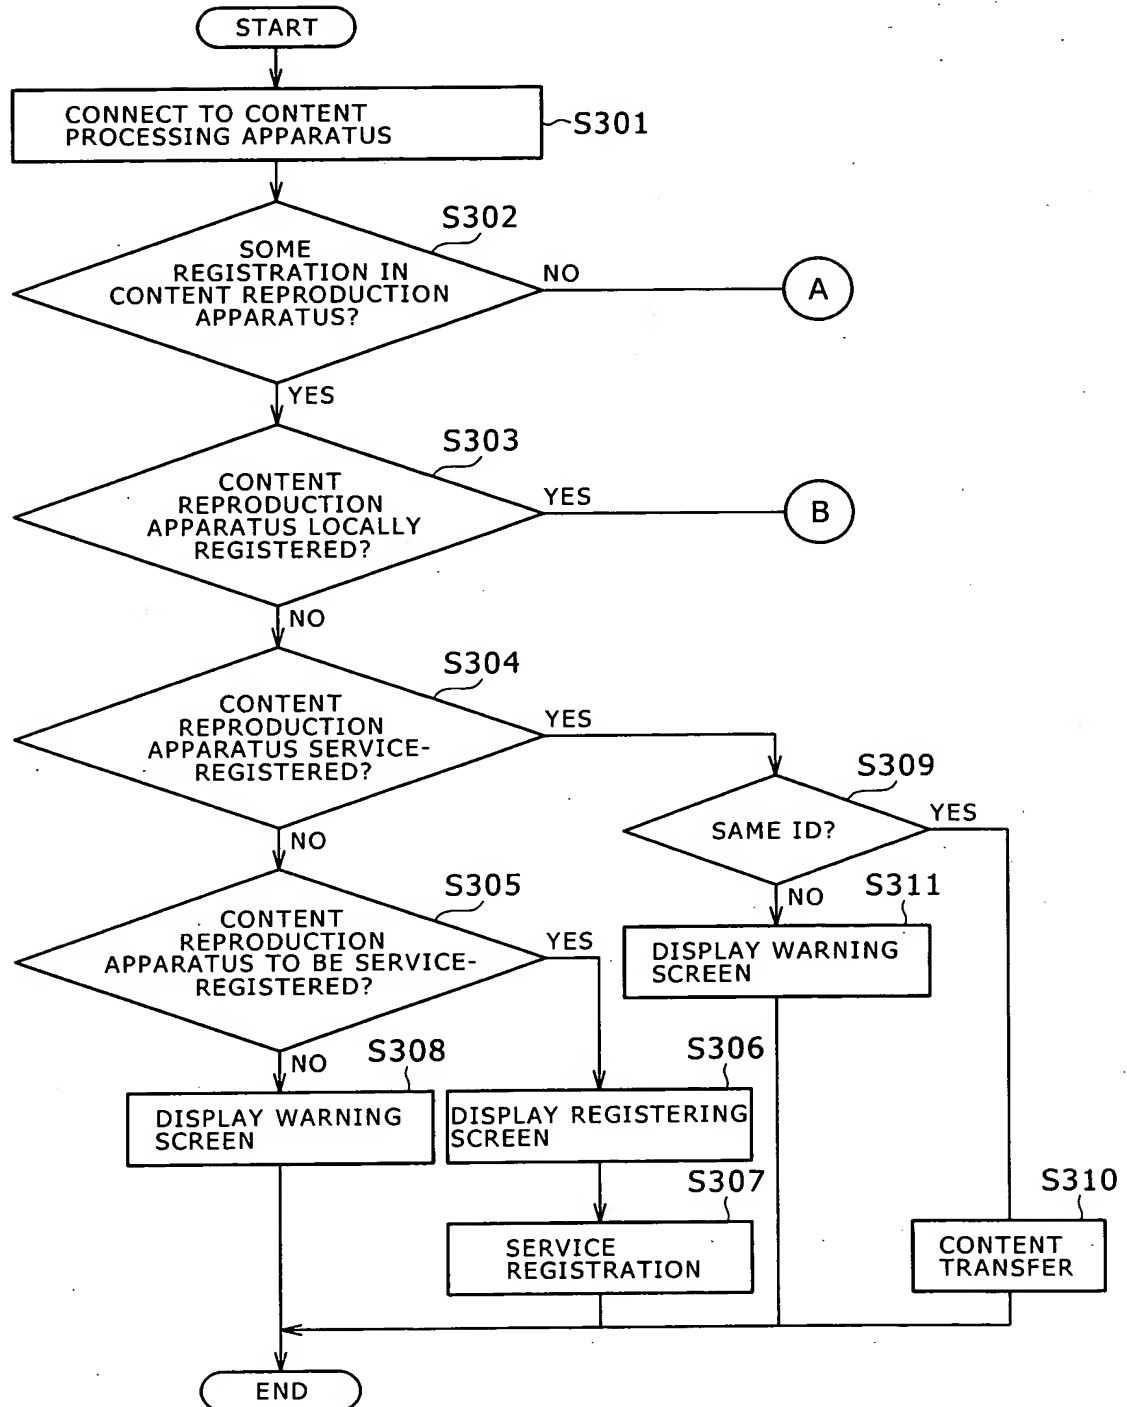 START
CONNECT TO CONTENT
PROCESSING APPARATUS
S301
S302
SOME
REGISTRATION IN
CONTENT REPRODUCTION
APPARATUS?
NO
A
YES
S303
CONTENT
REPRODUCTION
APPARATUS LOCALLY
REGISTERED?
YES
B
NO
S304
CONTENT
REPRODUCTION
APPARATUS SERVICE-
REGISTERED?
YES
S309
SAME ID?
YES
NO
NO
S311
DISPLAY WARNING
SCREEN
S305
CONTENT
REPRODUCTION
APPARATUS TO BE SERVICE-
REGISTERED?
YES
NO
S308
DISPLAY WARNING
SCREEN
S306
DISPLAY REGISTERING
SCREEN
S307
SERVICE
REGISTRATION
S310
CONTENT
TRANSFER
END